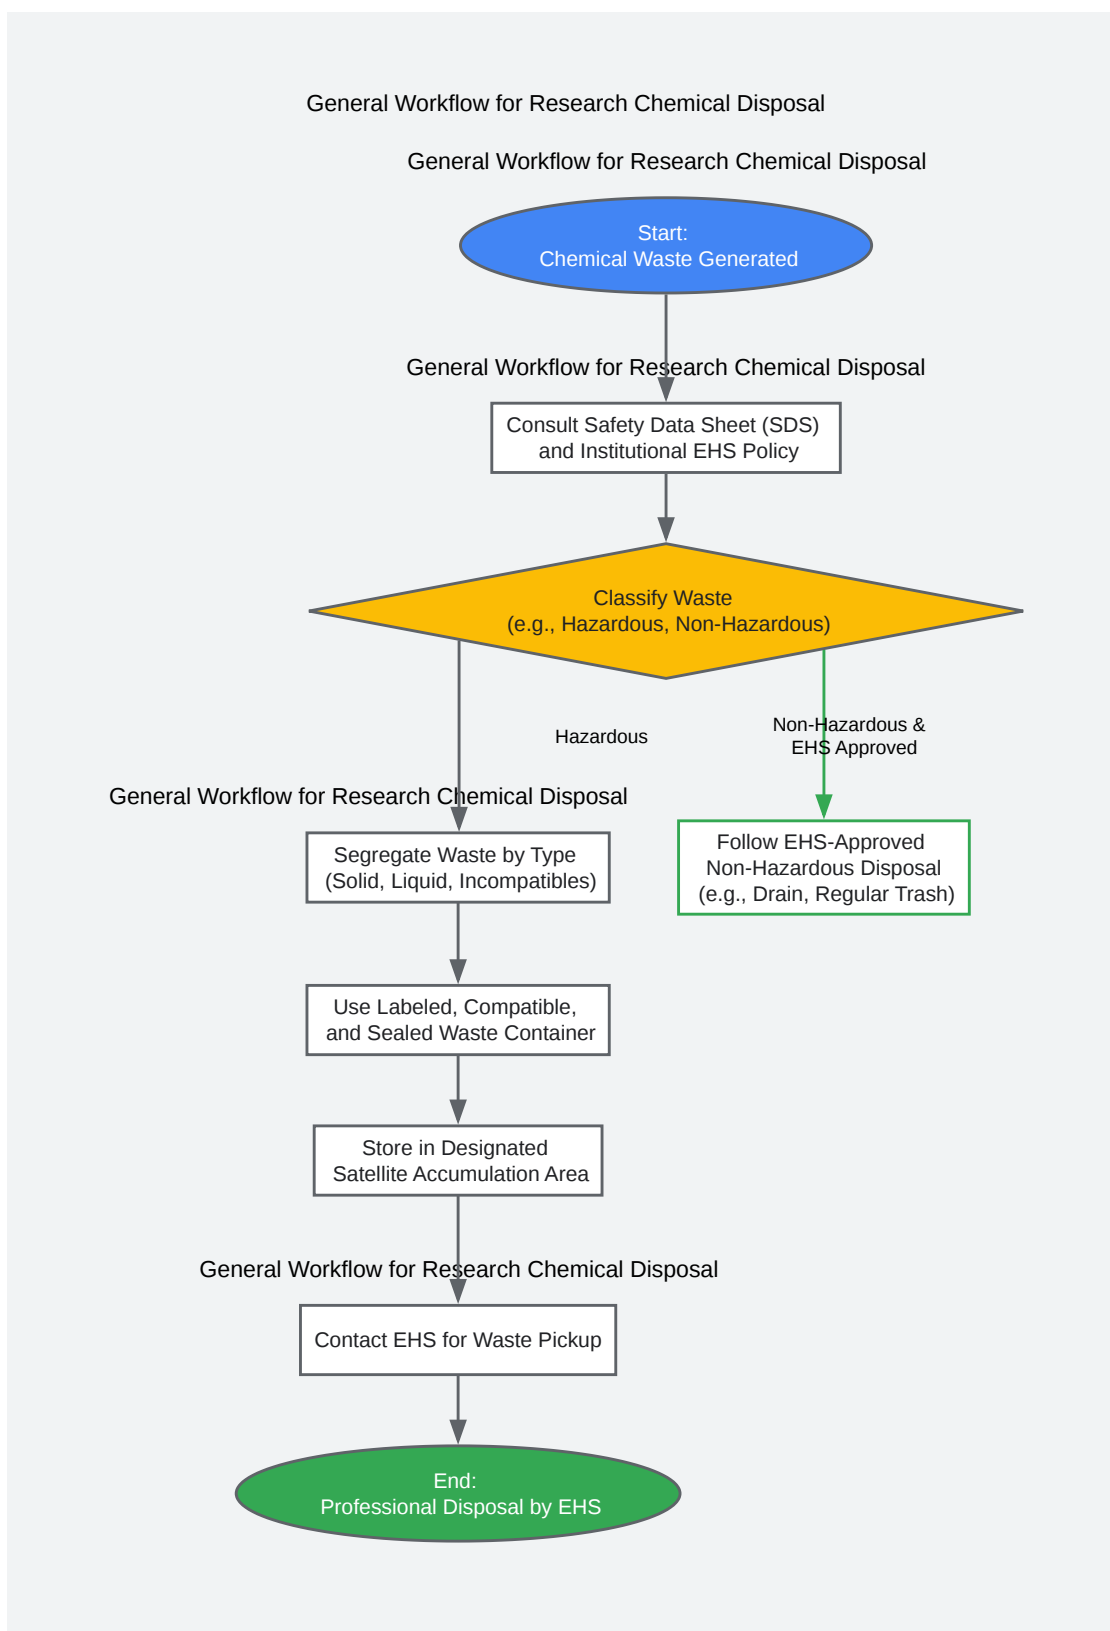 General Workflow for Research Chemical Disposal
General Workflow for Research Chemical Disposal
Start:
Chemical Waste Generated
General Workflow for Research Chemical Disposal
Consult Safety Data Sheet (SDS)
and Institutional EHS Policy
Classify Waste
(e.g., Hazardous, Non-Hazardous)
Hazardous
Non-Hazardous &
EHS Approved
General Workflow for Research Chemical Disposal
Segregate Waste by Type
(Solid, Liquid, Incompatibles)
Follow EHS-Approved
Non-Hazardous Disposal
(e.g., Drain, Regular Trash)
Use Labeled, Compatible,
and Sealed Waste Container
Store in Designated
Satellite Accumulation Area
General Workflow for Research Chemical Disposal
Contact EHS for Waste Pickup
End:
Professional Disposal by EHS